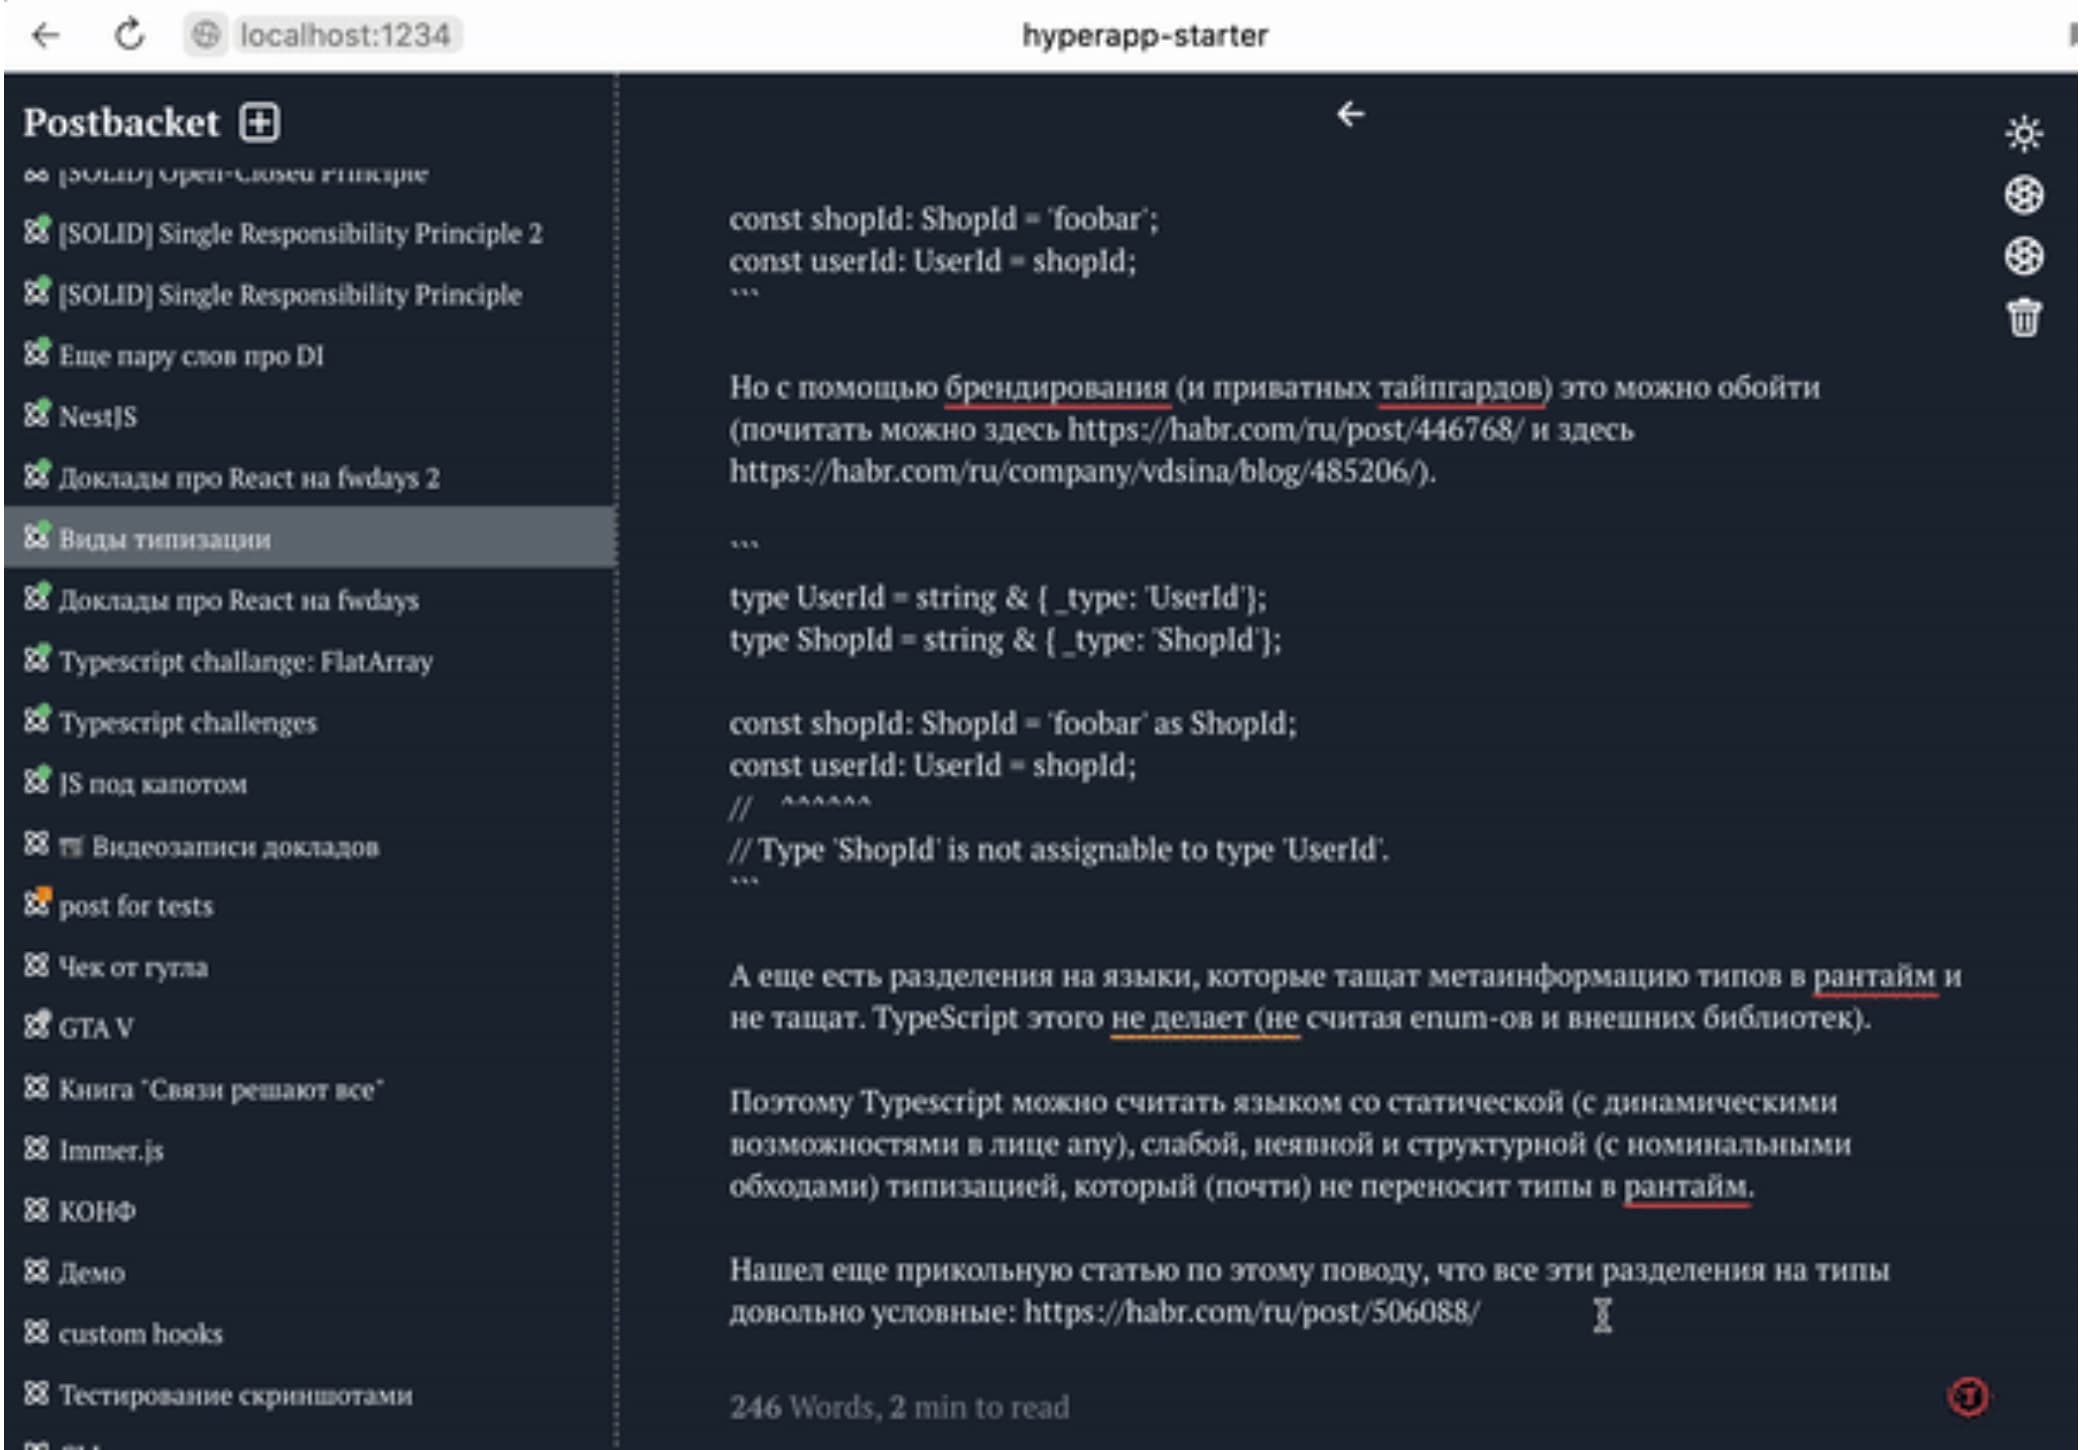 localhost:1234
hyperapp-starter
Postbacket
[SOLID] Open-Closed Principle
[SOLID] Single Responsibility Principle 2
[SOLID] Single Responsibility Principle
Еще пару слов про DI
NestJS
Доклады про React на fwdays 2
Виды типизации
Доклады про React на fwdays
Typescript challange: FlatArray
Typescript challenges
JS под капотом
Видеозаписи докладов
post for tests
Чек от гугла
GTA V
Книга "Связи решают все"
Immer.js
КОНФ
Демо
custom hooks
Тестирование скриншотами
const shopId: ShopId = 'foobar';
const userId: UserId = shopId;
```
Но с помощью брендирования (и приватных тайпгардов) это можно обойти
(почитать можно здесь https://habr.com/ru/post/446768/ и здесь
https://habr.com/ru/company/vdsina/blog/485206/).
```
type UserId = string & { _type: 'UserId'};
type ShopId = string & { _type: 'ShopId'};
const shopId: ShopId = 'foobar' as ShopId;
const userId: UserId = shopId;
// ^^^^^^
// Type 'ShopId' is not assignable to type 'UserId'.
```
А еще есть разделения на языки, которые тащат метаинформацию типов в рантайм и
не тащат. TypeScript этого не делает (не считая enum-ов и внешних библиотек).
Поэтому Typescript можно считать языком со статической (с динамическими
возможностями в лице any), слабой, неявной и структурной (с номинальными
обходами) типизацией, который (почти) не переносит типы в рантайм.
Нашел еще прикольную статью по этому поводу, что все эти разделения на типы
довольно условные: https://habr.com/ru/post/506088/
246 Words, 2 min to read